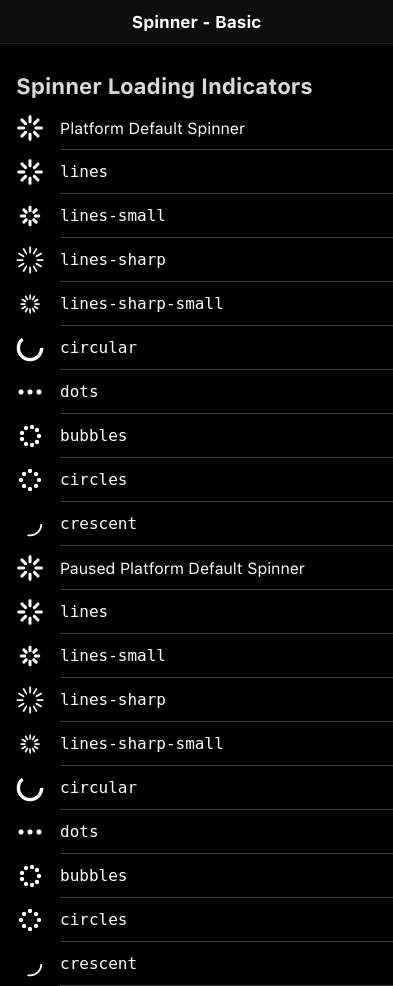 Spinner - Basic
Spinner Loading Indicators
Platform Default Spinner
lines
lines-small
lines-sharp
lines-sharp-small
circular
dots
bubbles
circles
crescent
Paused Platform Default Spinner
lines
lines-small
lines-sharp
lines-sharp-small
circular
dots
bubbles
circles
crescent